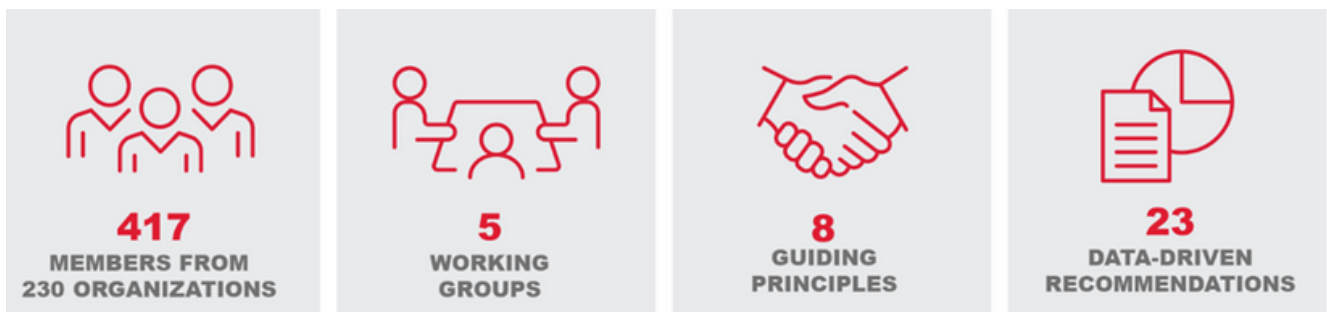 417
MEMBERS FROM
230 ORGANIZATIONS
5
WORKING
GROUPS
8
GUIDING
PRINCIPLES
23
DATA-DRIVEN
RECOMMENDATIONS